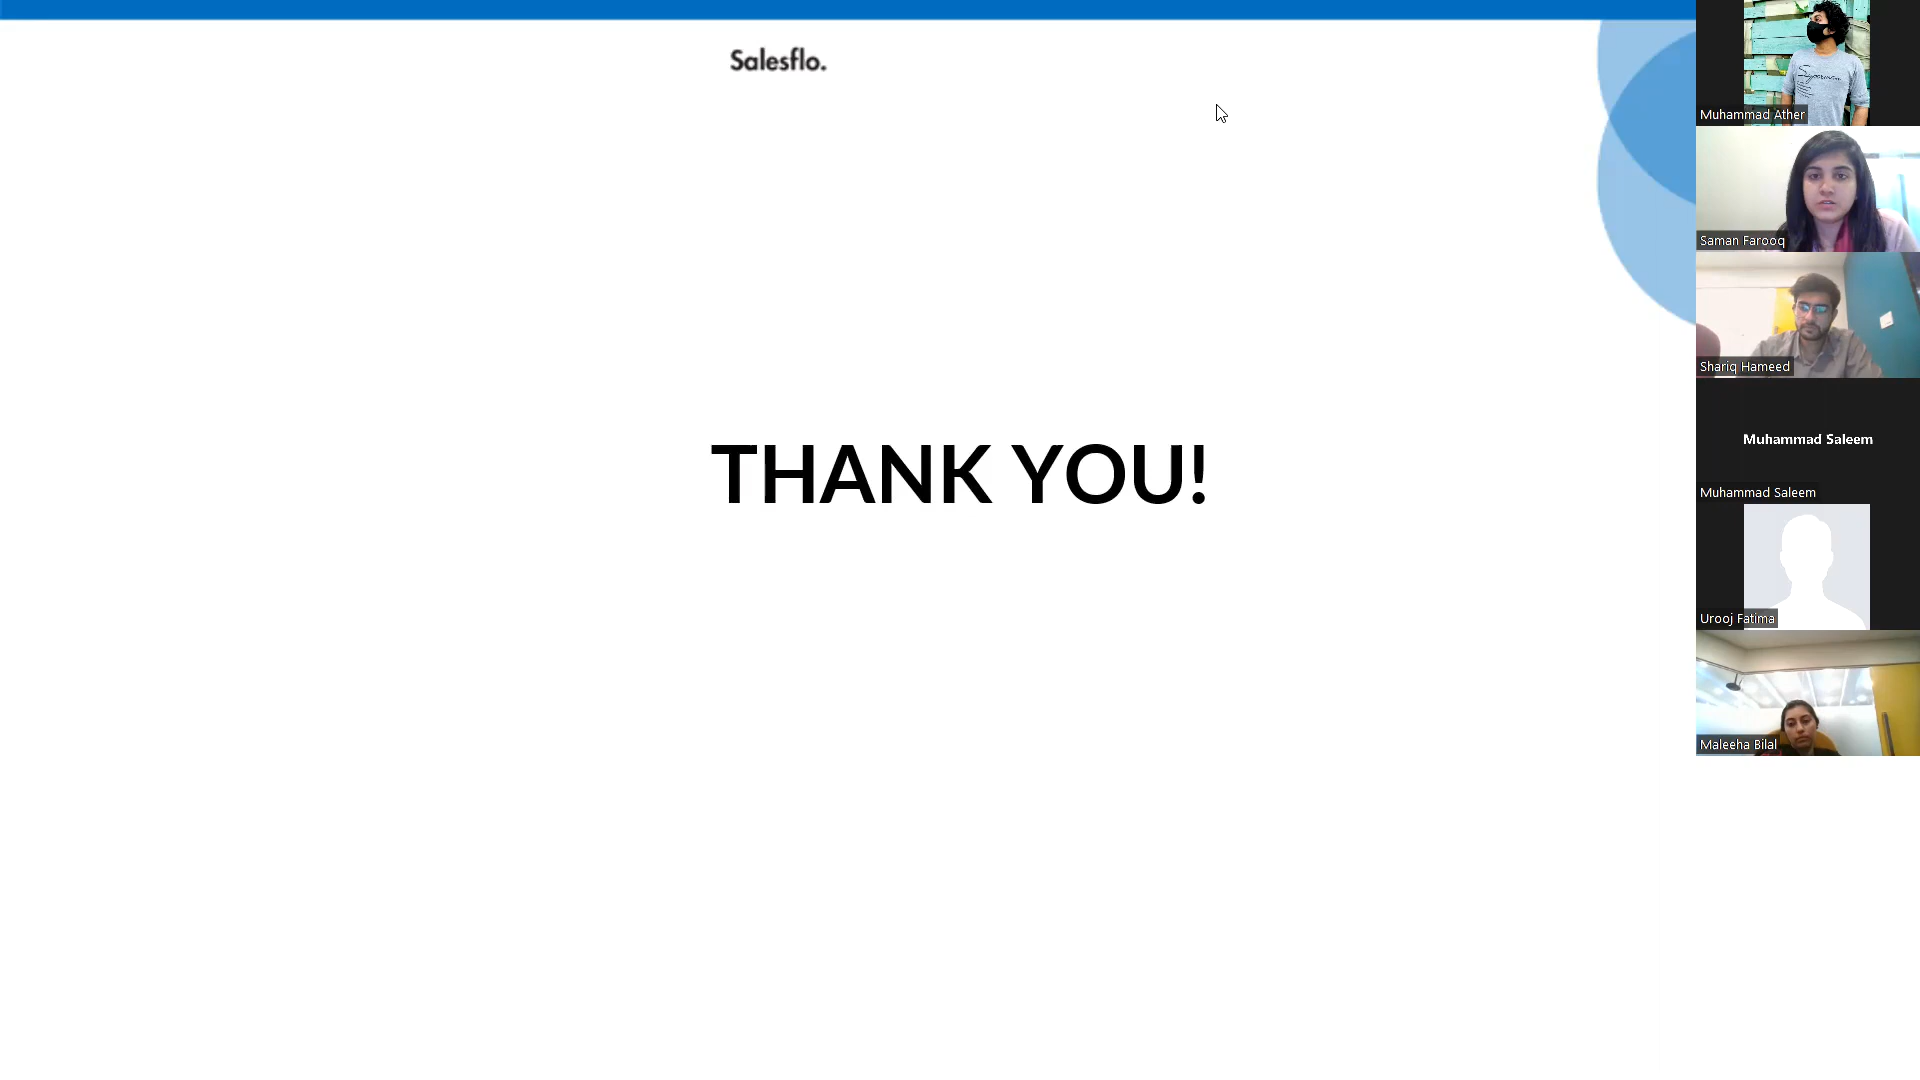 Salesflo.
THANK YOU!
Muhammad Ather
Saman Farooq
Shariq Hameed
Muhammad Saleem
Muhammad Saleem
Urooj Fatima
Maleeha Bilal